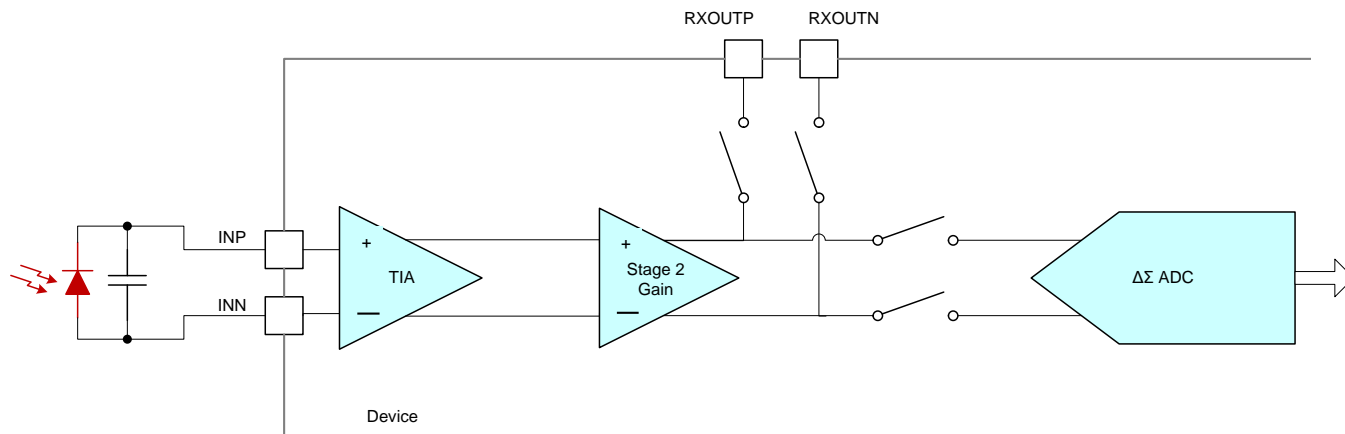 RXOUTP
RXOUTN
INP
+
TIA
+
Stage 2
Gain
ΔΣ ADC
INN
Device